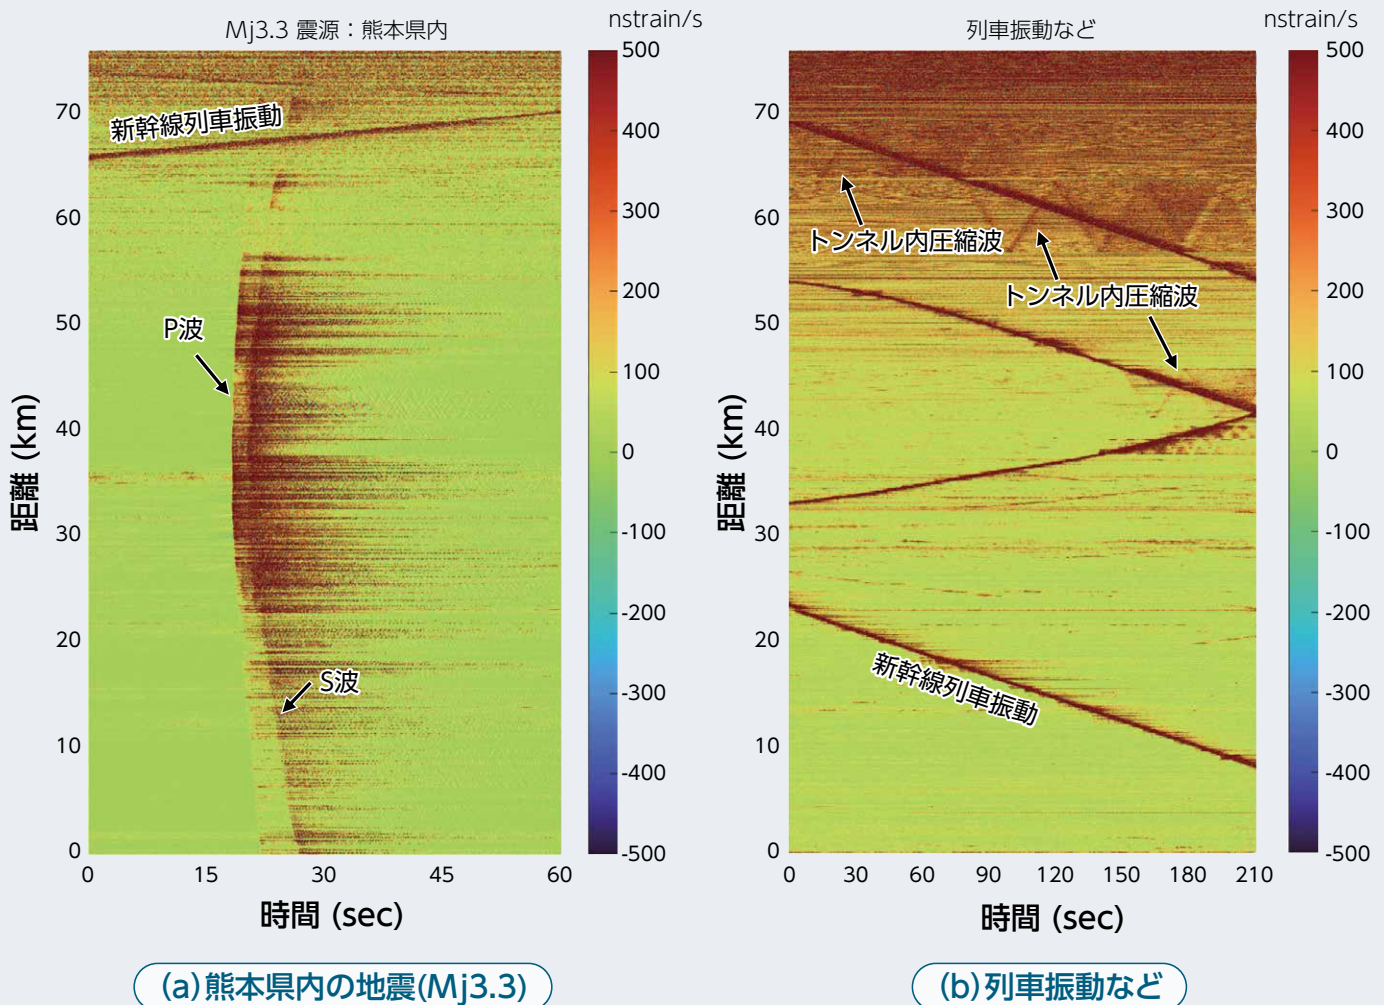 Mj3.3 震源：熊本県内
nstrain/s
500
400
300
200
100
0
-100
-200
-300
-400
-500
70
60
50
40
30
20
10
0
距離 (km)
新幹線列車振動
P波
S波
0 15 30 45 60
時間 (sec)
(a)熊本県内の地震(Mj3.3)
列車振動など
nstrain/s
500
400
300
200
100
0
-100
-200
-300
-400
-500
70
60
50
40
30
20
10
0
距離 (km)
トンネル内圧縮波
トンネル内圧縮波
新幹線列車振動
0 30 60 90 120 150 180 210
時間 (sec)
(b)列車振動など